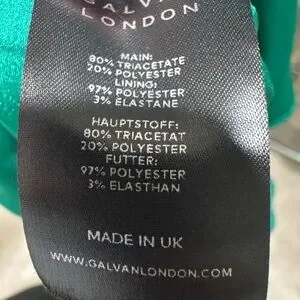 GALVAN
LONDON
MAIN:
80% TRIACETATE
20% POLYESTER
LINING:
97% POLYESTER
3% ELASTANE
HAUPTSTOFF:
80% TRIACETAT
20% POLYESTER
FUTTER:
97% POLYESTER
3% ELASTHAN
MADE IN UK
WWW.GALVANLONDON.COM